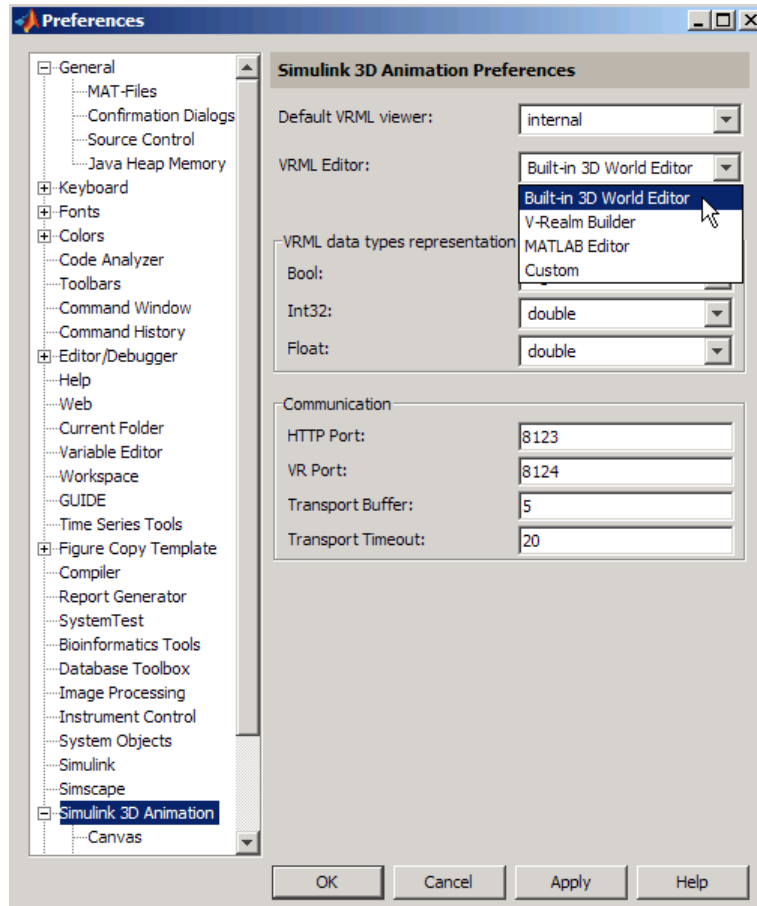 Preferences
General
MAT-Files
Confirmation Dialogs
Source Control
Java Heap Memory
Keyboard
Fonts
Colors
Code Analyzer
Toolbars
Command Window
Command History
Editor/Debugger
Help
Web
Current Folder
Variable Editor
Workspace
GUIDE
Time Series Tools
Figure Copy Template
Compiler
Report Generator
SystemTest
Bioinformatics Tools
Database Toolbox
Image Processing
Instrument Control
System Objects
Simulink
Simscape
Simulink 3D Animation
Canvas
Simulink 3D Animation Preferences
Default VRML viewer: internal
VRML Editor: Built-in 3D World Editor
Built-in 3D World Editor
V-Realm Builder
MATLAB Editor
Custom
VRML data types representation
Bool:
Int32: double
Float: double
Communication
HTTP Port: 8123
VR Port: 8124
Transport Buffer: 5
Transport Timeout: 20
OK Cancel Apply Help